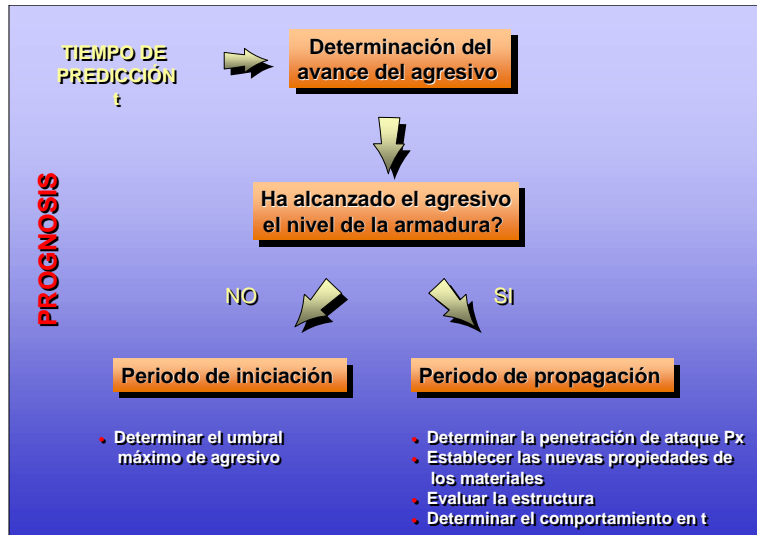 TIEMPO DE
PREDICCIÓN
t
Determinación del
avance del agresivo
Ha alcanzado el agresivo
el nivel de la armadura?
PROGNOSIS
NO
SI
Periodo de iniciación
Periodo de propagación
• Determinar el umbral
máximo de agresivo
• Determinar la penetración de ataque Px
• Establecer las nuevas propiedades de
los materiales
• Evaluar la estructura
• Determinar el comportamiento en t